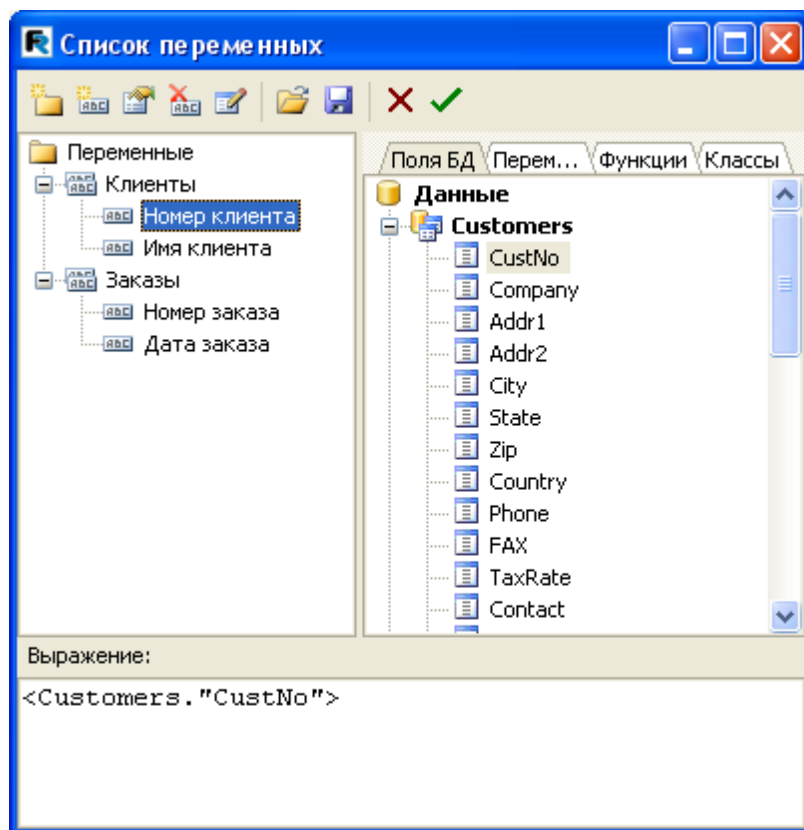 Список переменных
Переменные
Клиенты
Номер клиента
Имя клиента
Заказы
Номер заказа
Дата заказа
Поля БД Перем... Функции Классы
Данные
Customers
CustNo
Company
Addr1
Addr2
City
State
Zip
Country
Phone
FAX
TaxRate
Contact
Выражение:
<Customers."CustNo">